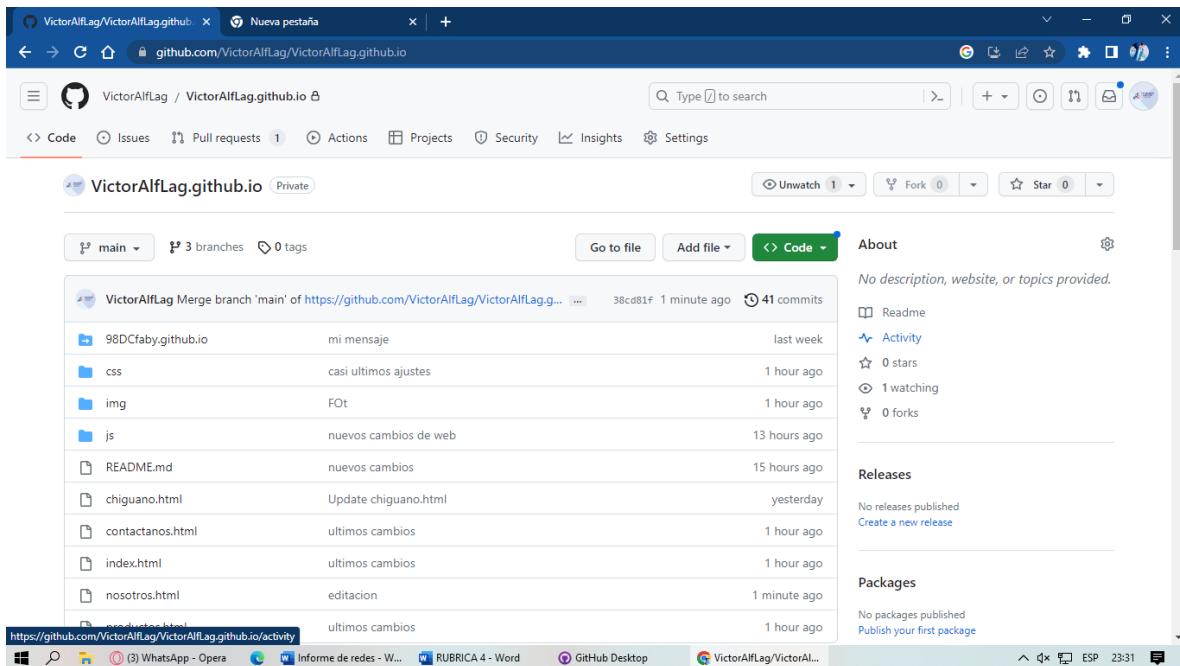 VictorAlfLag/VictorAlfLag.github.
Nueva pestaña
github.com/VictorAlfLag/VictorAlfLag.github.io
VictorAlfLag / VictorAlfLag.github.io
Type / to search
<> Code
Issues
Pull requests 1
Actions
Projects
Security
Insights
Settings
VictorAlfLag.github.io Private
Unwatch 1
Fork 0
Star 0
main
3 branches
0 tags
Go to file
Add file
<> Code
VictorAlfLag Merge branch 'main' of https://github.com/VictorAlfLag/VictorAlfLag.g... ... 38cd81f 1 minute ago 41 commits
98DCfaby.github.io mi mensaje last week
css casi ultimos ajustes 1 hour ago
img FOt 1 hour ago
js nuevos cambios de web 13 hours ago
README.md nuevos cambios 15 hours ago
chiguano.html Update chiguano.html yesterday
contactanos.html ultimos cambios 1 hour ago
index.html ultimos cambios 1 hour ago
nosotros.html editacion 1 minute ago
productos.html ultimos cambios 1 hour ago
About
No description, website, or topics provided.
Readme
Activity
0 stars
1 watching
0 forks
Releases
No releases published
Create a new release
Packages
No packages published
Publish your first package
https://github.com/VictorAlfLag/VictorAlfLag.github.io/activity
(3) WhatsApp - Opera
Informe de redes - W...
RUBRICA 4 - Word
GitHub Desktop
VictorAlfLag/VictorAl...
ESP
23:31